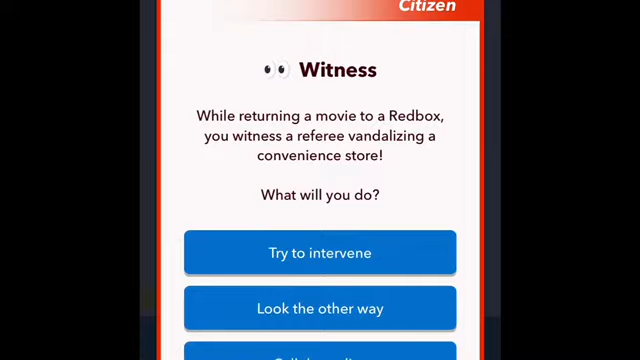 Citizen
👀 Witness
While returning a movie to a Redbox,
you witness a referee vandalizing a
convenience store!
What will you do?
Try to intervene
Look the other way